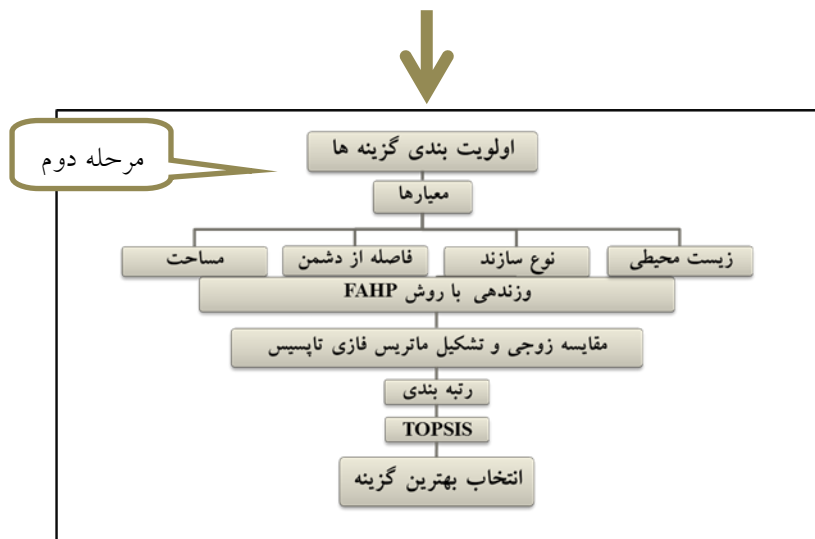 مرحله دوم
اولویت بندی گزینه ها
معیارها
زیست محیطی
نوع سازند
فاصله از دشمن
مساحت
وزندهی با روش FAHP
مقایسه زوجی و تشکیل ماتریس فازی تاپسیس
رتبه بندی
TOPSIS
انتخاب بهترین گزینه